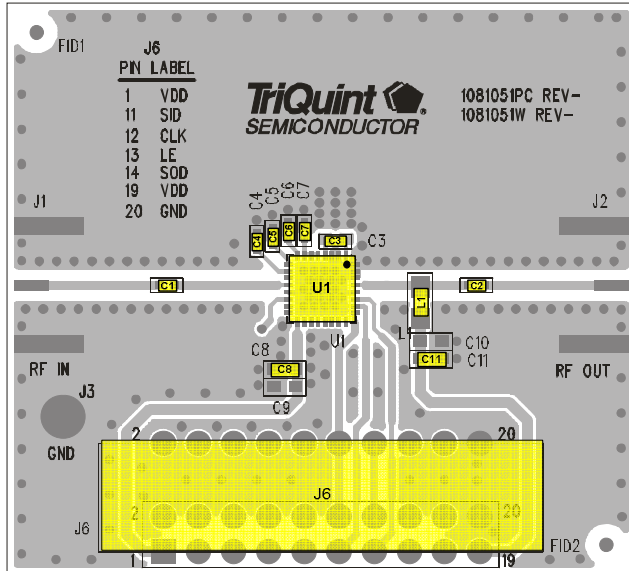 FID1
J6
PIN LABEL
1 VDD
11 SID
12 CLK
13 LE
14 SOD
19 VDD
20 GND
TriQuint
SEMICONDUCTOR
1081051PC REV-
1081051W REV-
J1
J2
C4
C5
C6
C7
C4
C5
C6
C7
C3
C3
C1
U1
L1
C2
U1
L1
C10
C11
C11
C8
C8
C9
RF IN
RF OUT
J3
GND
2
20
J6
2
20
J6
FID2
1
19